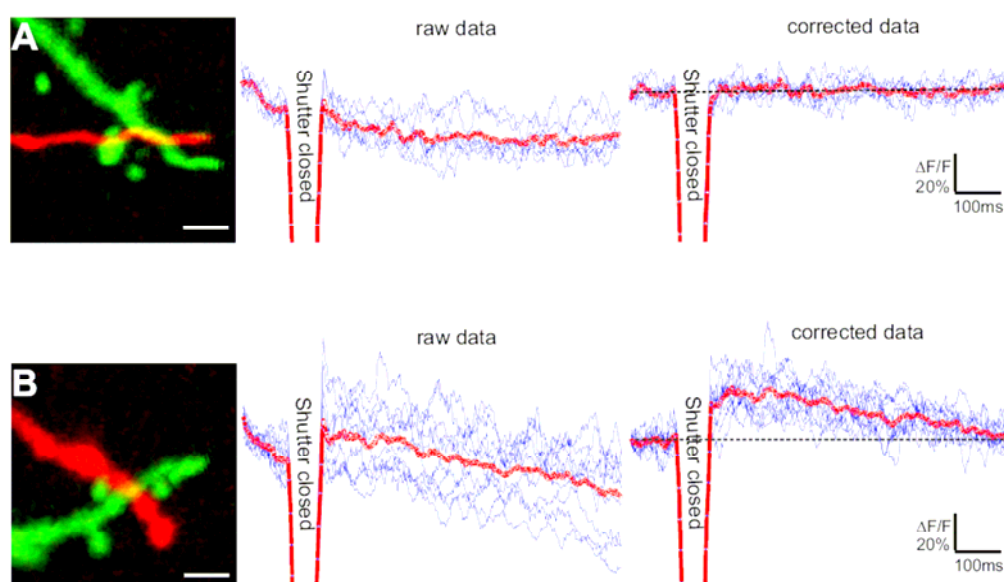 A
raw data
corrected data
Shutter closed
Shutter closed
ΔF/F
20%
100ms
B
raw data
corrected data
Shutter closed
Shutter closed
ΔF/F
20%
100ms